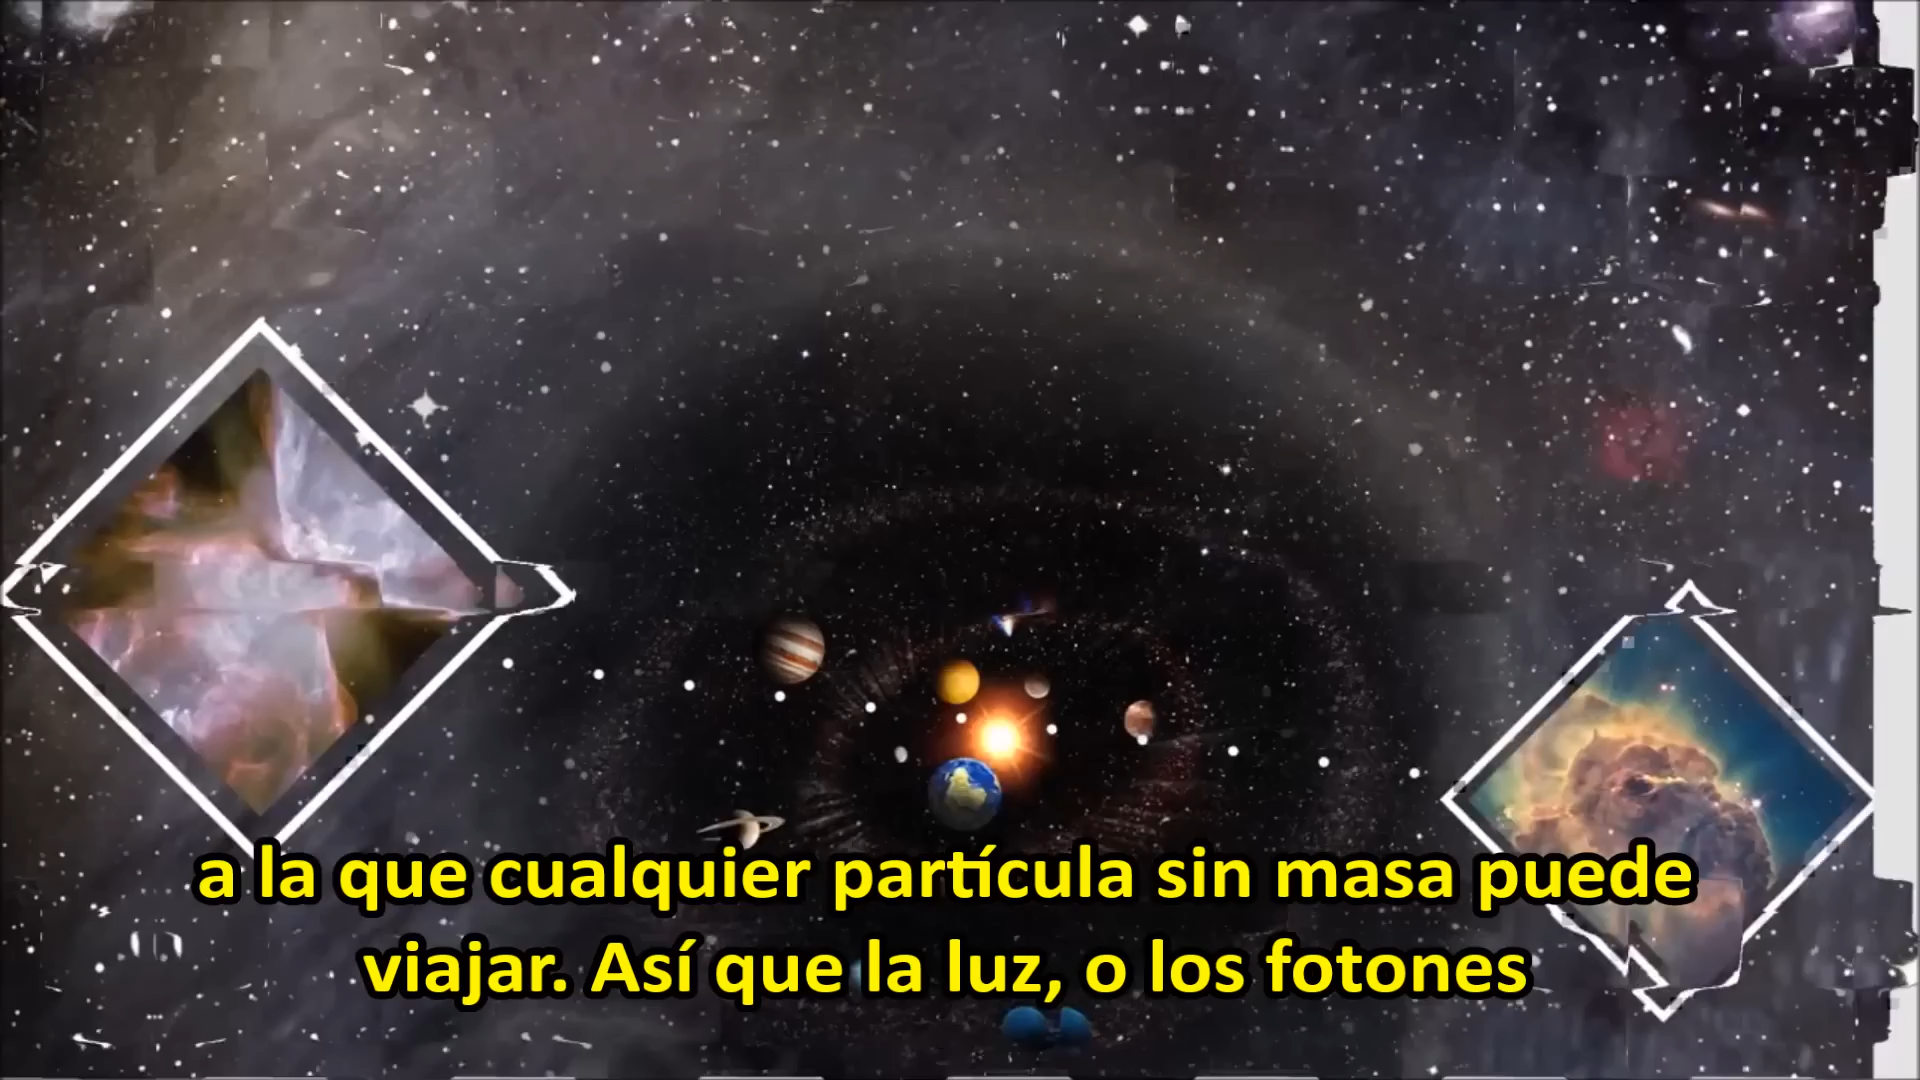 a la que cualquier partícula sin masa puede
viajar. Así que la luz, o los fotones